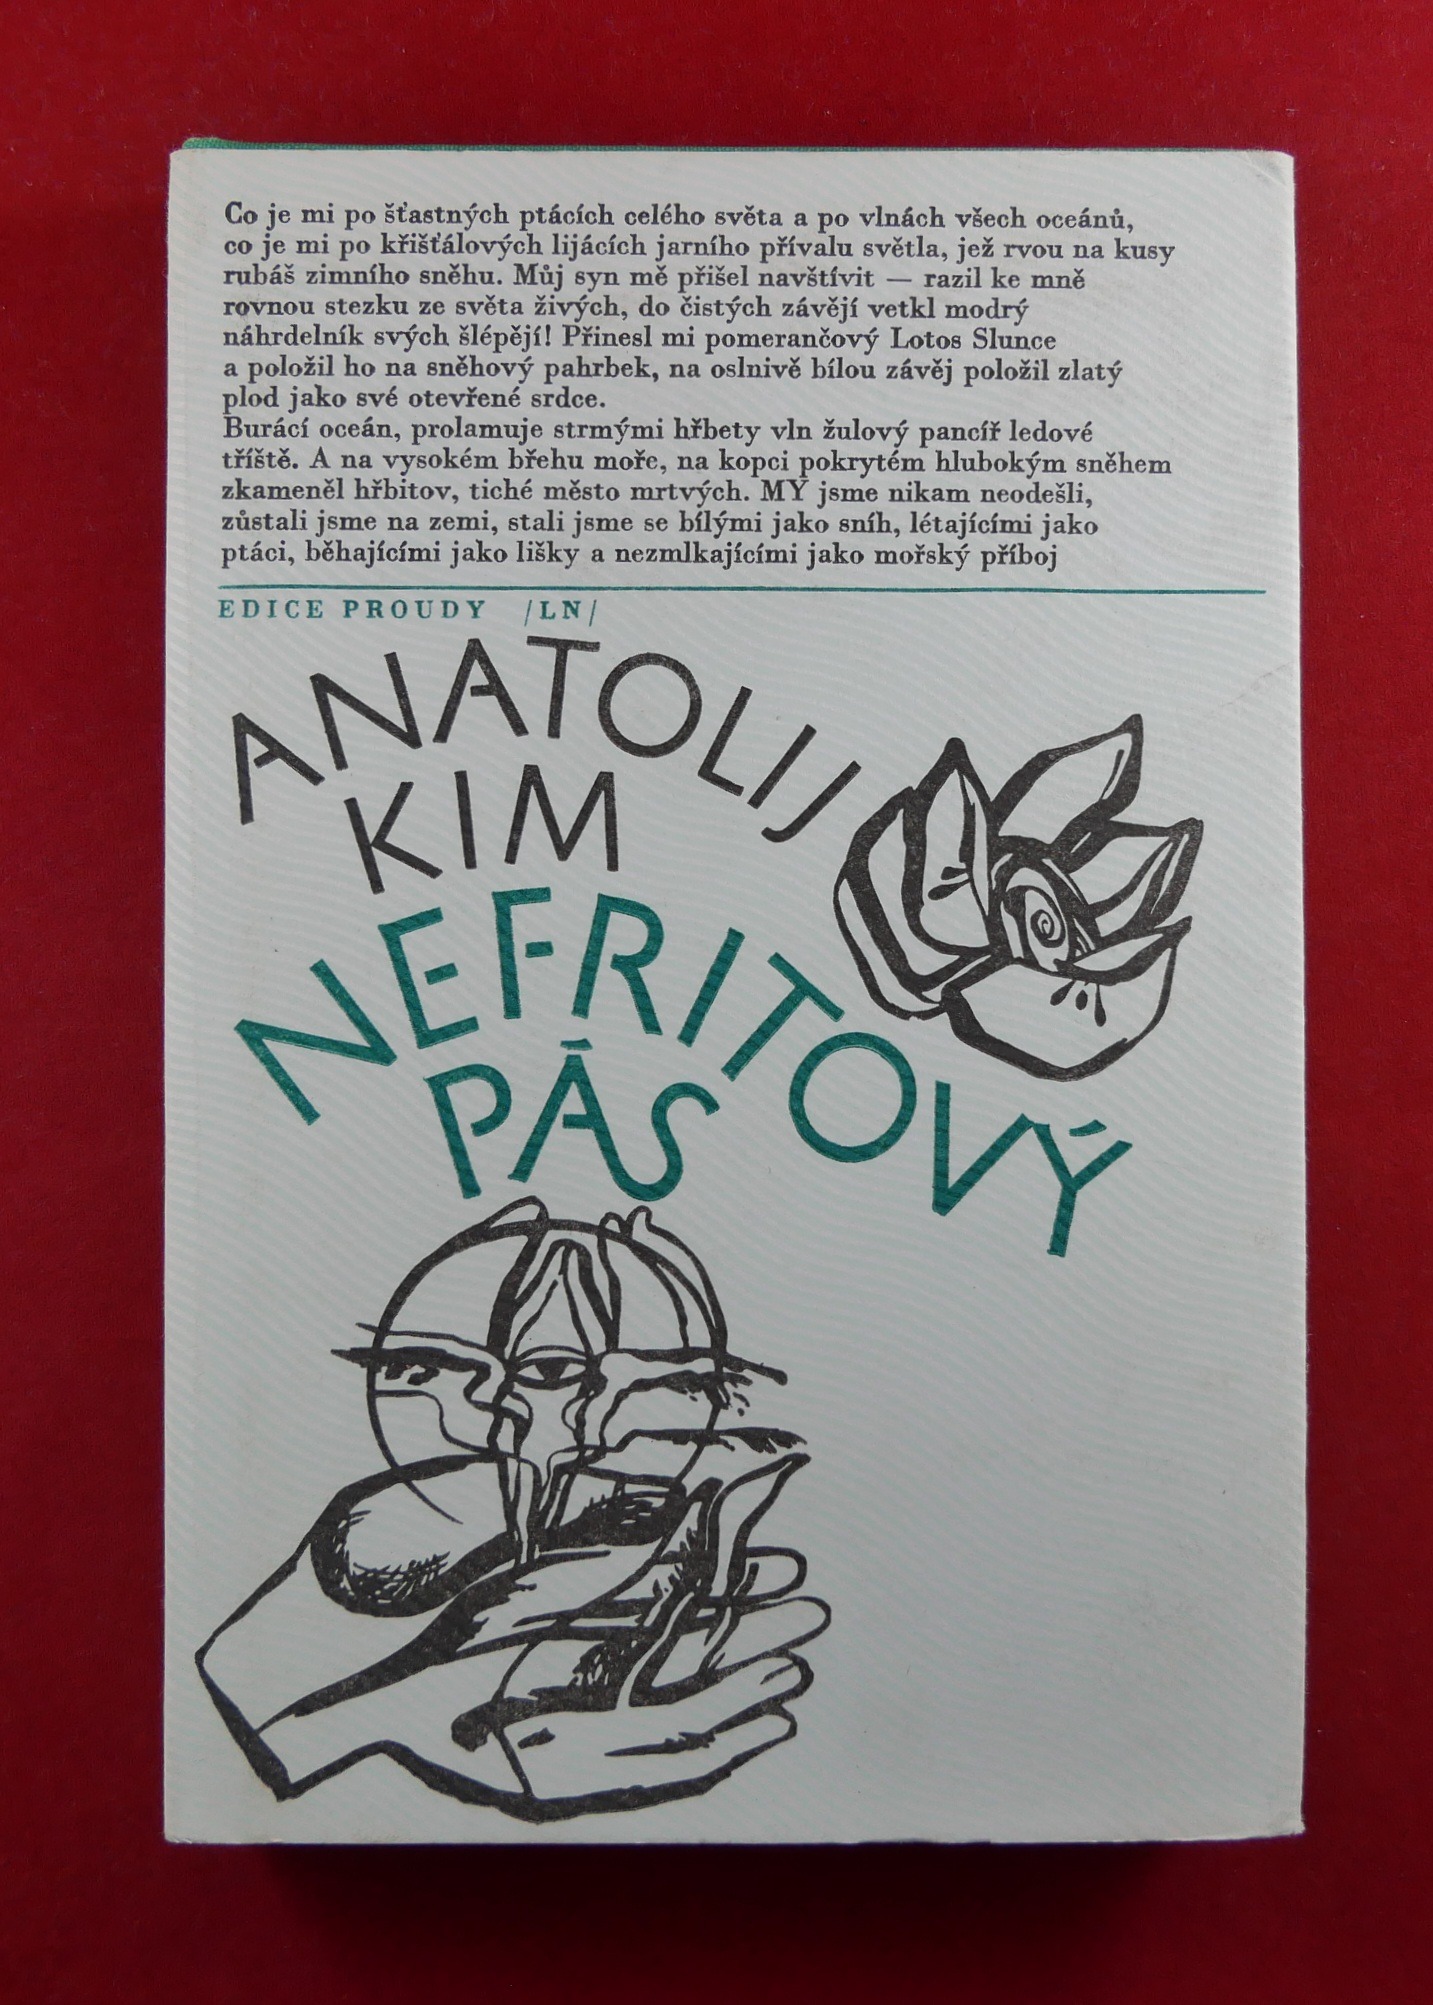 Co je mi po šťastných ptácích celého světa a po vlnách všech oceánů,
co je mi po křišťálových lijácích jarního přívalu světla, jež rvou na kusy
rubáš zimního sněhu. Můj syn mě přišel navštívit — razil ke mně
rovnou stezku ze světa živých, do čistých závějí vetkl modrý
náhrdelník svých šlépějí! Přinesl mi pomerančový Lotos Slunce
a položil ho na sněhový pahrbek, na oslnivě bílou závěj položil zlatý
plod jako své otevřené srdce.
Burácí oceán, prolamuje strmými hřbety vln žulový pancíř ledové
tříště. A na vysokém břehu moře, na kopci pokrytém hlubokým sněhem
zkameněl hřbitov, tiché město mrtvých. MY jsme nikam neodešli,
zůstali jsme na zemi, stali jsme se bílými jako sníh, létajícími jako
ptáci, běhajícími jako lišky a nezmlkajícími jako mořský příboj
EDICE PROUDY /LN/
ANATOLIJ
KIM
NEFRITOVÝ
PÁS